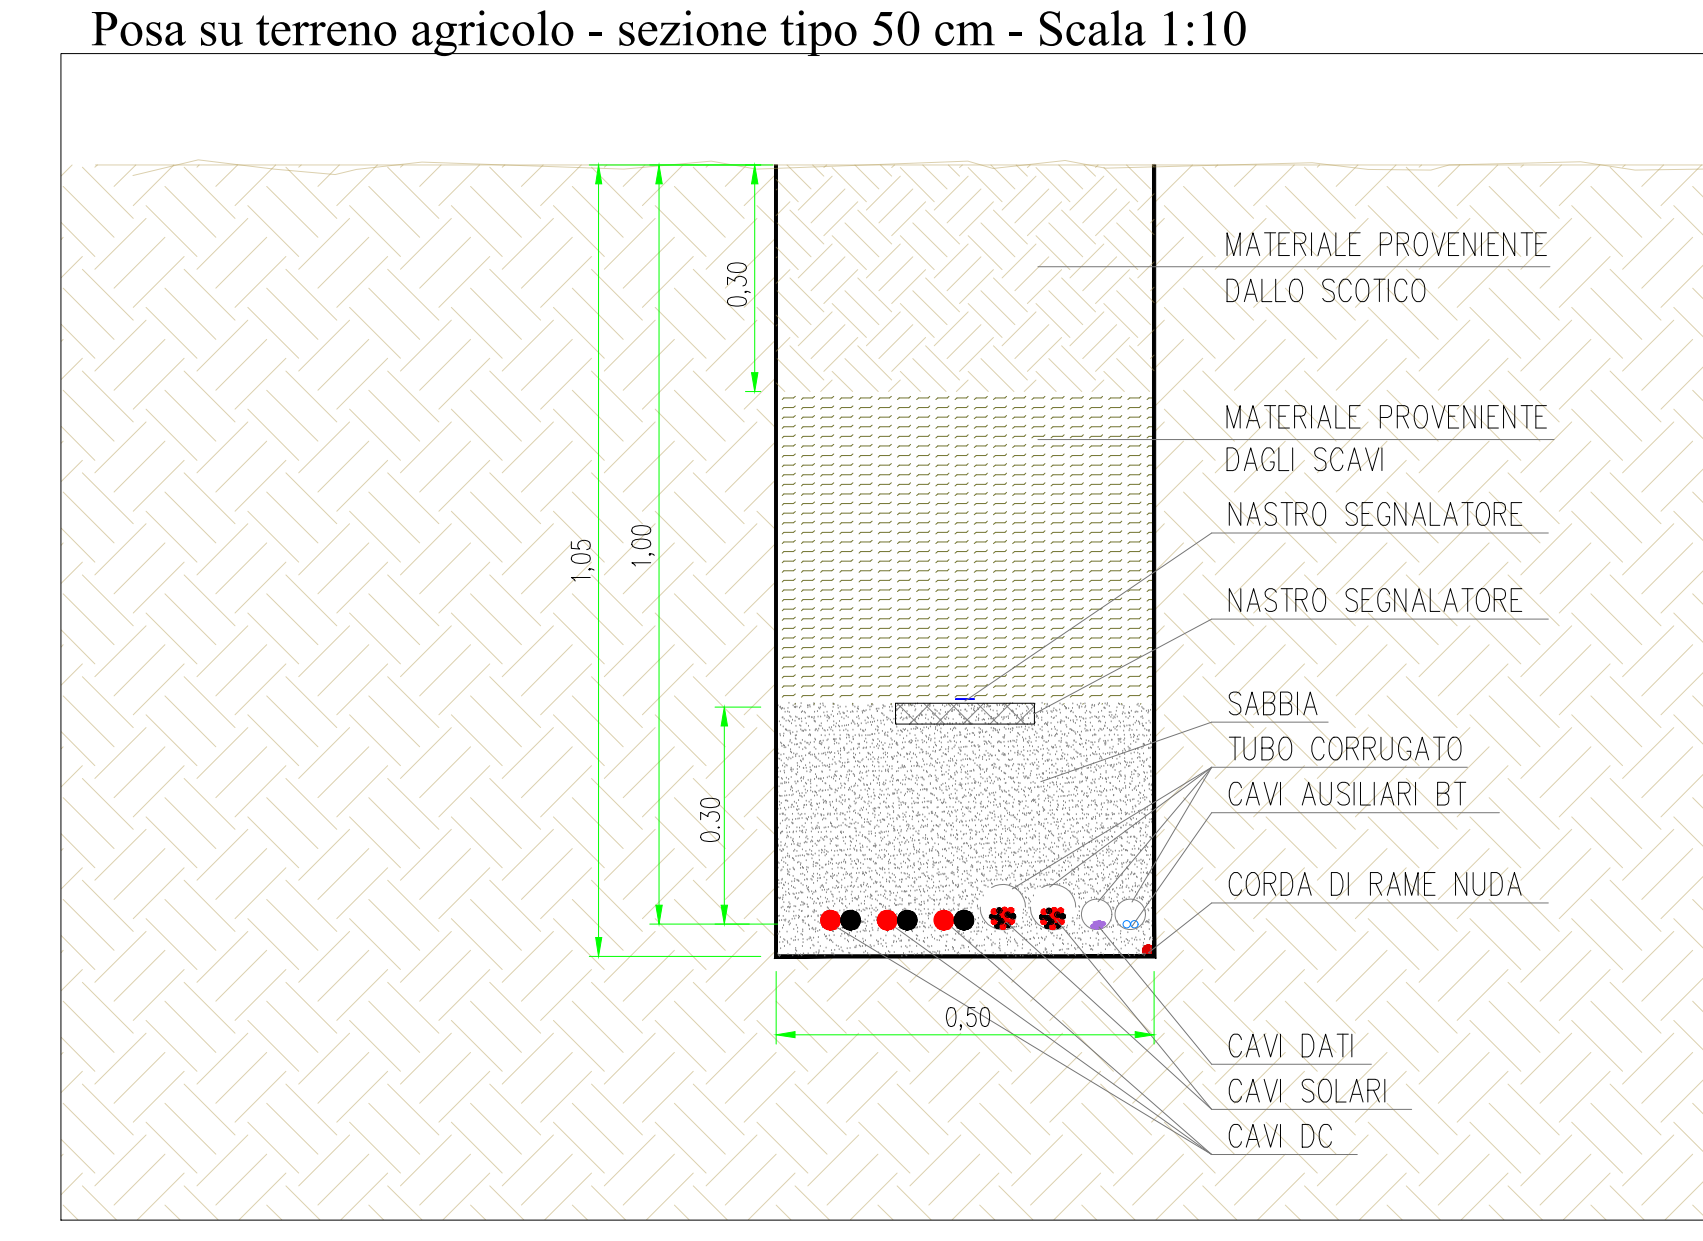 Posa su terreno agricolo - sezione tipo 50 cm - Scala 1:10
MATERIALE PROVENIENTE
DALLO SCOTICO
0,30
MATERIALE PROVENIENTE
DAGLI SCAVI
NASTRO SEGNALATORE
1,05
1,00
NASTRO SEGNALATORE
SABBIA
TUBO CORRUGATO
CAVI AUSILIARI BT
0.30
CORDA DI RAME NUDA
0,50
CAVI DATI
CAVI SOLARI
CAVI DC